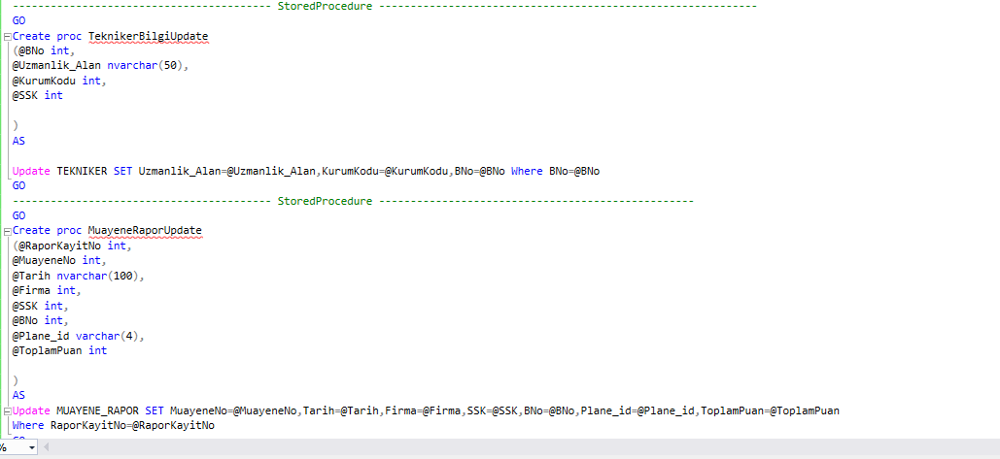 ----------------------------------------- StoredProcedure ------------------------------------------------------------
GO
Create proc TeknikerBilgiUpdate
(@BNo int,
@Uzmanlik_Alan nvarchar(50),
@KurumKodu int,
@SSK int
)
AS
Update TEKNIKER SET Uzmanlik_Alan=@Uzmanlik_Alan,KurumKodu=@KurumKodu,BNo=@BNo Where BNo=@BNo
GO
----------------------------------------- StoredProcedure --------------------------------------------------
GO
Create proc MuayeneRaporUpdate
(@RaporKayitNo int,
@MuayeneNo int,
@Tarih nvarchar(100),
@Firma int,
@SSK int,
@BNo int,
@Plane_id varchar(4),
@ToplamPuan int
)
AS
Update MUAYENE_RAPOR SET MuayeneNo=@MuayeneNo,Tarih=@Tarih,Firma=@Firma,SSK=@SSK,BNo=@BNo,Plane_id=@Plane_id,ToplamPuan=@ToplamPuan
Where RaporKayitNo=@RaporKayitNo
%